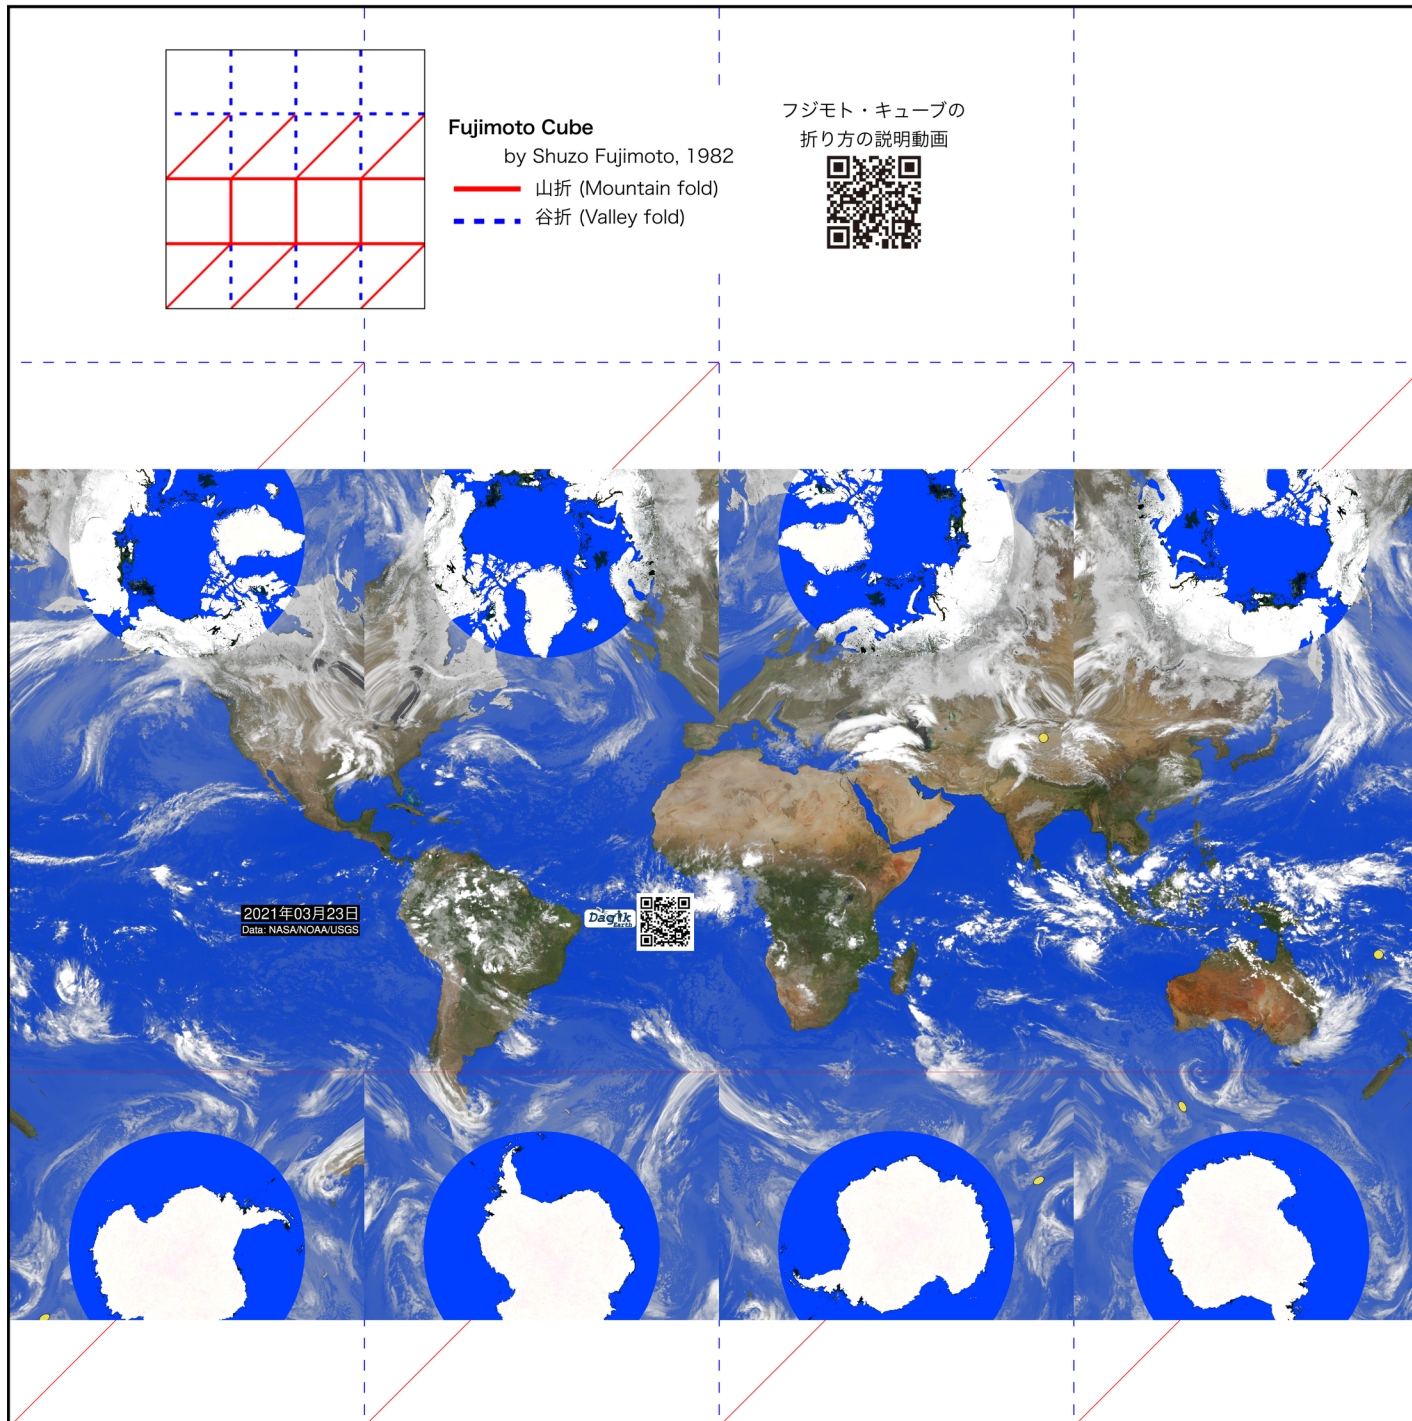 Fujimoto Cube
by Shuzo Fujimoto, 1982
山折 (Mountain fold)
谷折 (Valley fold)
フジモト・キューブの
折り方の説明動画
2021年03月23日
Data: NASA/NOAA/USGS
Dagik
Earth